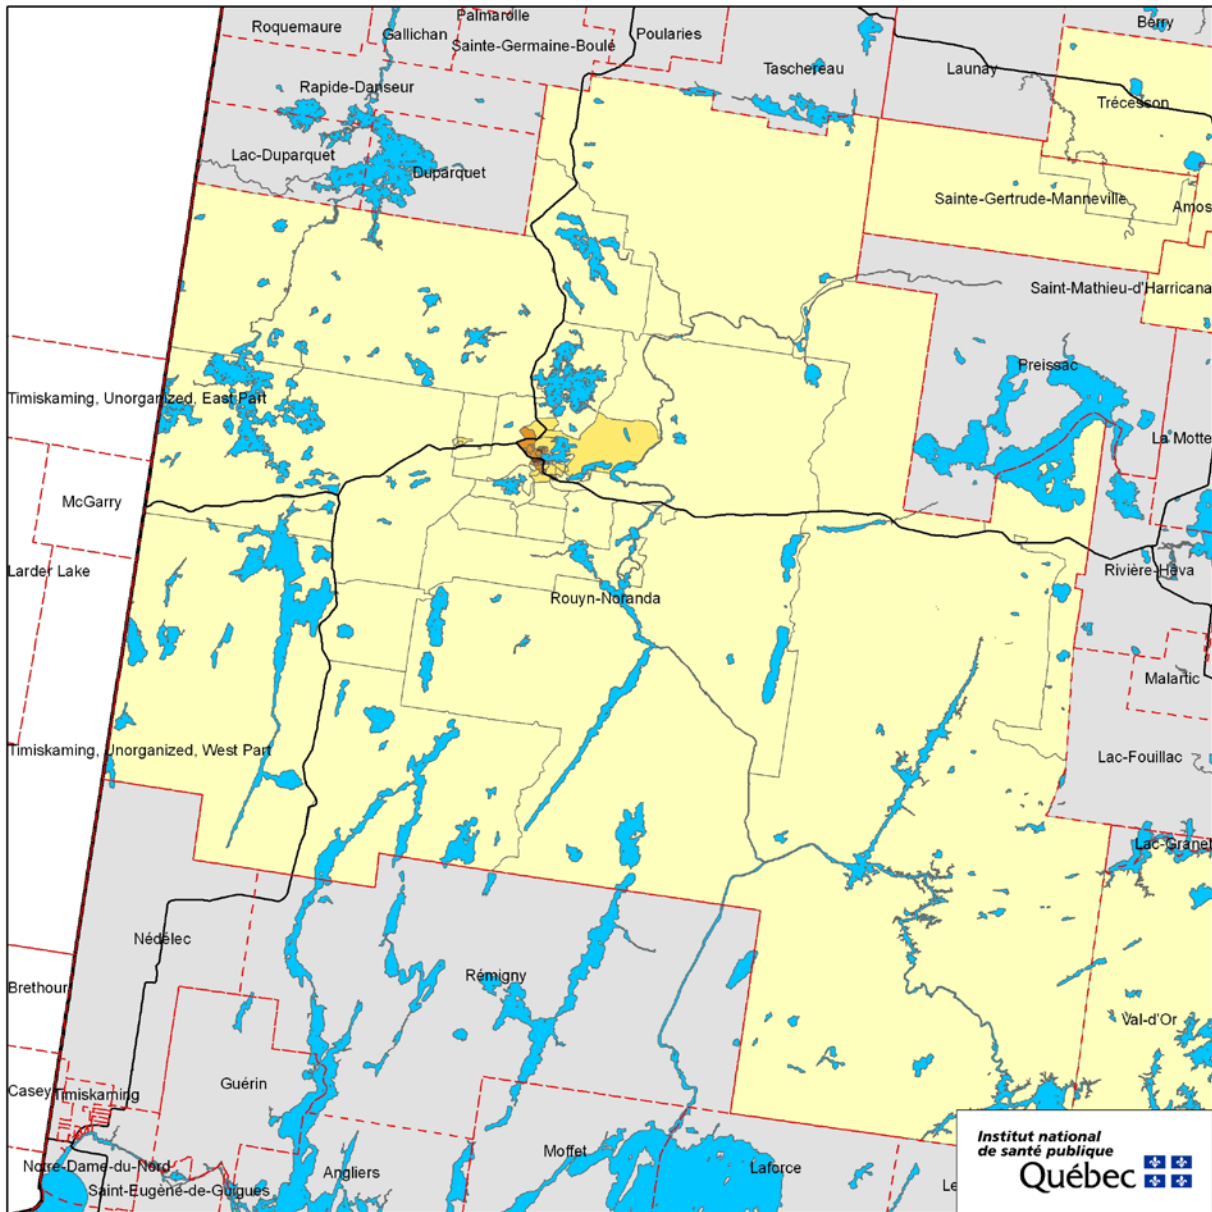 Palmarolle
Roquemaure
Gallichan
Poularies
Berry
Sainte-Germaine-Boulé
Taschereau
Launay
Rapide-Danseur
Trécesson
Lac-Duparquet
Duparquet
Sainte-Gertrude-Manneville
Amos
Saint-Mathieu-d'Harricana
Preissac
Timiskaming, Unorganized, East Part
La Motte
McGarry
Larder Lake
Rivière-Héva
Rouyn-Noranda
Malartic
Timiskaming, Unorganized, West Part
Lac-Fouillac
Lac-Granet
Nédélec
Rémigny
Brethour
Val-d'Or
Guérin
Casey
Timiskaming
Moffet
Notre-Dame-du-Nord
Angliers
Laforce
Saint-Eugène-de-Guigues
Le
Institut national
de santé publique
Québec